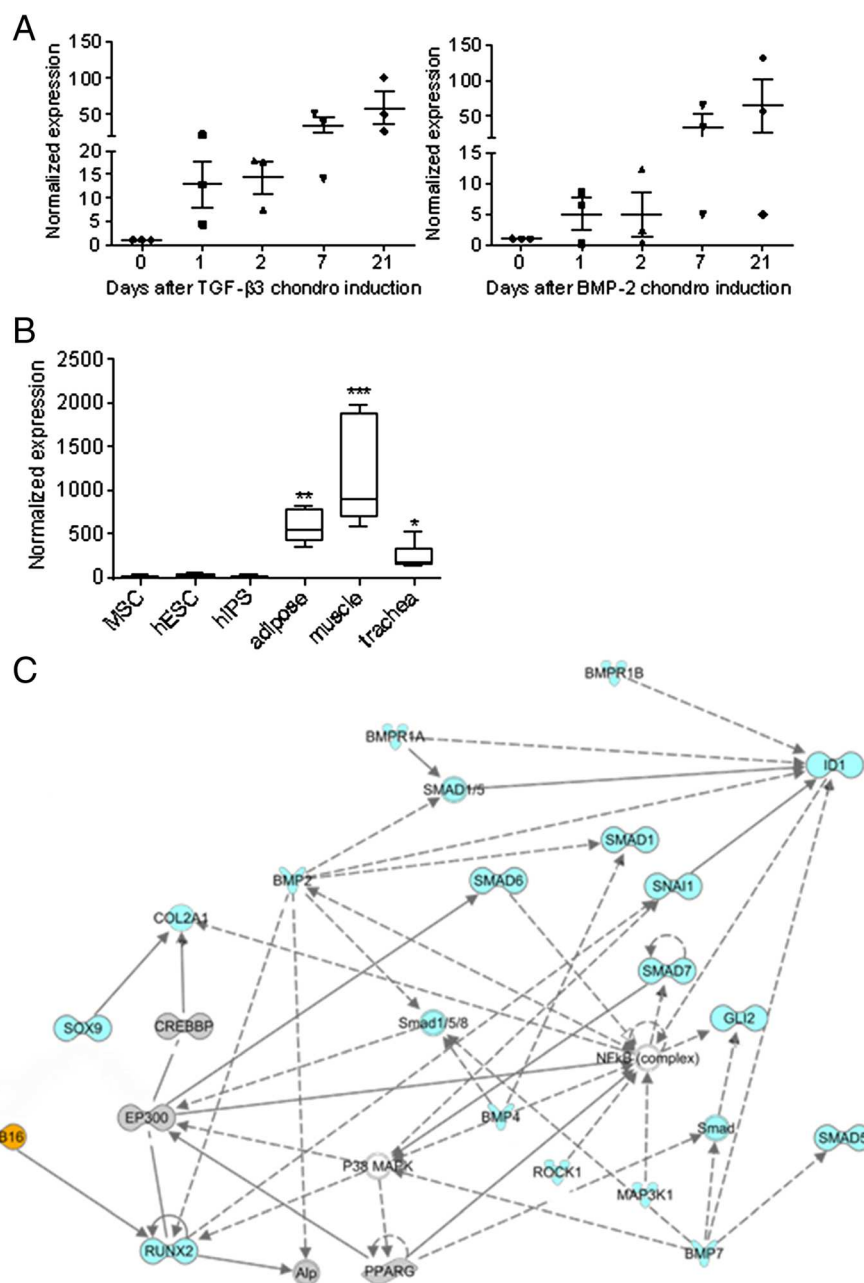 A
Normalized expression
150
100
50
20
15
10
5
0
0 1 2 7 21
Days after TGF-β3 chondro induction
Normalized expression
150
100
50
15
10
5
0
0 1 2 7 21
Days after BMP-2 chondro induction
B
Normalized expression
2500
2000
1500
1000
500
0
** *** *
MSC hESC hIPS adipose muscle trachea
C
BMPR1B
BMPR1A
ID1
SMAD1/5
SMAD1
BMP2
SMAD6
SNAI1
COL2A1
SMAD7
SOX9
CREBBP
Smad1/5/8
GLI2
NFkB (complex)
EP300
BMP4
B16
Smad
SMAD5
P38 MAPK
ROCK1
MAP3K1
RUNX2
Alp
PPARG
BMP7